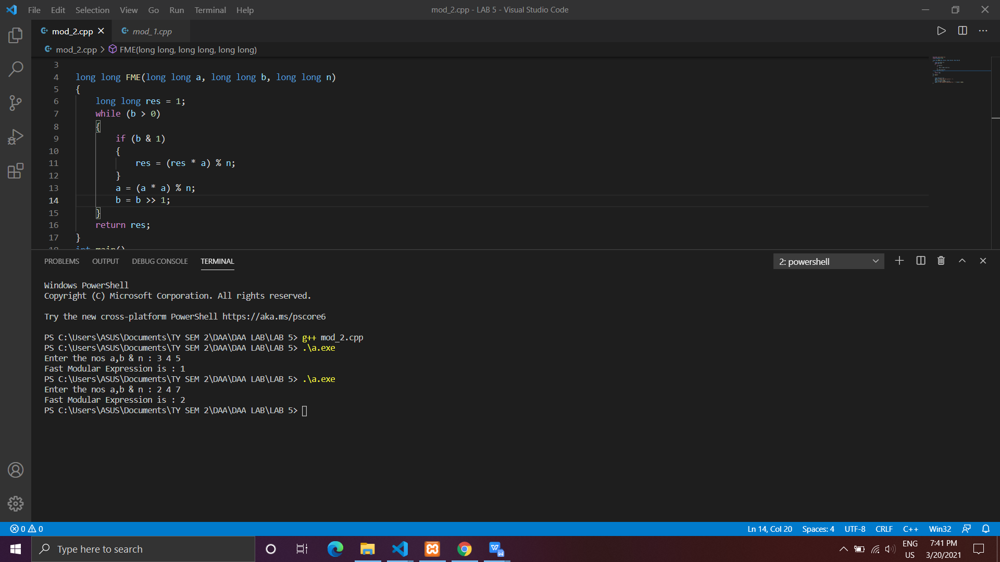 File Edit Selection View Go Run Terminal Help mod_2.cpp - LAB 5 - Visual Studio Code
mod_2.cpp mod_1.cpp
mod_2.cpp > FME(long long, long long, long long)
3
4 long long FME(long long a, long long b, long long n)
5 {
6 long long res = 1;
7 while (b > 0)
8 {
9 if (b & 1)
10 {
11 res = (res * a) % n;
12 }
13 a = (a * a) % n;
14 b = b >> 1;
15 }
16 return res;
17 }
18 int main()
PROBLEMS OUTPUT DEBUG CONSOLE TERMINAL 2: powershell
Windows PowerShell
Copyright (C) Microsoft Corporation. All rights reserved.
Try the new cross-platform PowerShell https://aka.ms/pscore6
PS C:\Users\ASUS\Documents\TY SEM 2\DAA\DAA LAB\LAB 5> g++ mod_2.cpp
PS C:\Users\ASUS\Documents\TY SEM 2\DAA\DAA LAB\LAB 5> .\a.exe
Enter the nos a,b & n : 3 4 5
Fast Modular Expression is : 1
PS C:\Users\ASUS\Documents\TY SEM 2\DAA\DAA LAB\LAB 5> .\a.exe
Enter the nos a,b & n : 2 4 7
Fast Modular Expression is : 2
PS C:\Users\ASUS\Documents\TY SEM 2\DAA\DAA LAB\LAB 5>
0 0 Ln 14, Col 20 Spaces: 4 UTF-8 CRLF C++ Win32
Type here to search
ENG 7:41 PM
US 3/20/2021